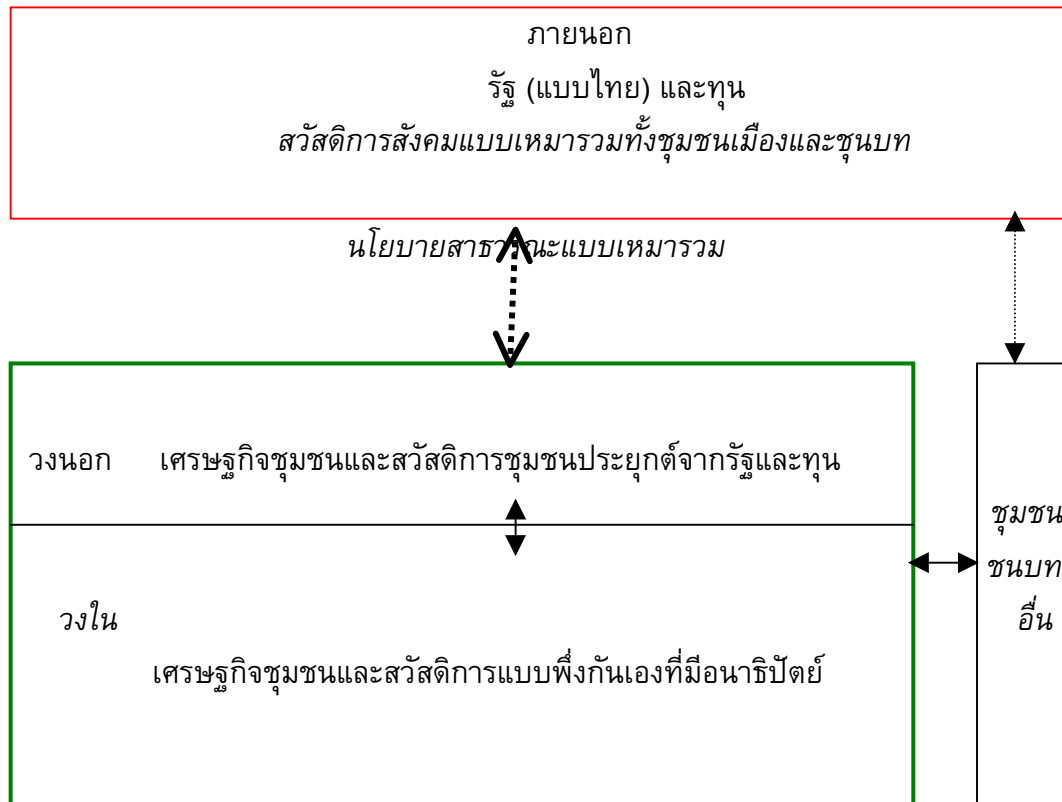 ภายนอก
รัฐ (แบบไทย) และทุน
สวัสดิการสังคมแบบเหมารวมทั้งชุมชนเมืองและชุนบท
นโยบายสาธารณะแบบเหมารวม
วงนอก เศรษฐกิจชุมชนและสวัสดิการชุมชนประยุกต์จากรัฐและทุน
วงใน
เศรษฐกิจชุมชนและสวัสดิการแบบพึ่งกันเองที่มีอนาธิปัตย์
ชุมชน
ชนบท
อื่น